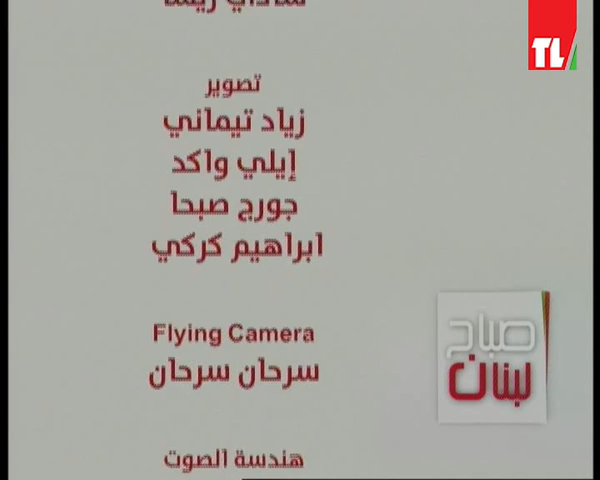 TL
تصوير
زياد تيماني
إيلي واكد
جورج صبحا
ابراهيم كركي
Flying Camera
سرحان سرحان
صباح
لبنان
هندسة الصوت